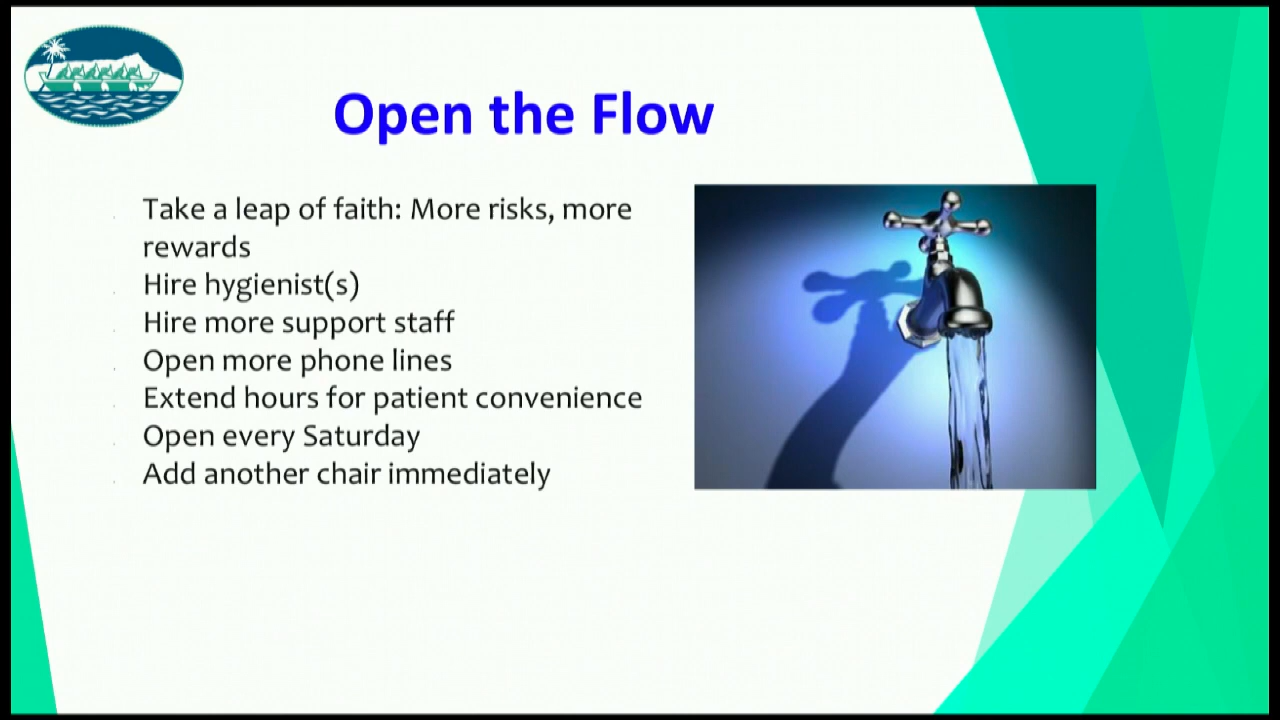 Open the Flow
Take a leap of faith: More risks, more
rewards
Hire hygienist(s)
Hire more support staff
Open more phone lines
Extend hours for patient convenience
Open every Saturday
Add another chair immediately